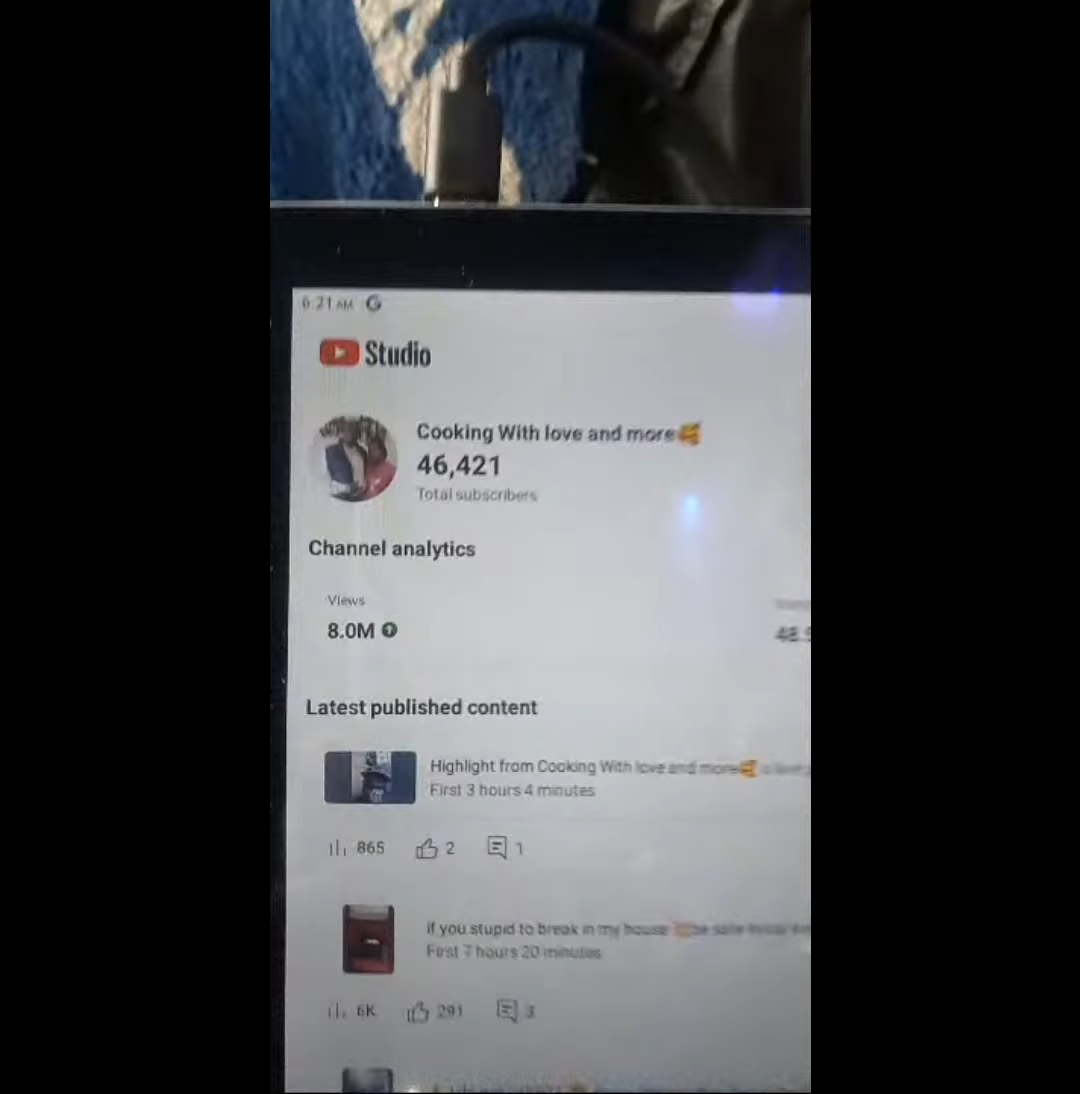 6:21 AM G
Studio
Cooking With love and more🥰
46,421
Total subscribers
Channel analytics
Views
8.0M
48.
Latest published content
Highlight from Cooking With love and more🥰
First 3 hours 4 minutes
865 2 1
if you stupid to break in my house
First 7 hours 20 minutes
6K 291 3